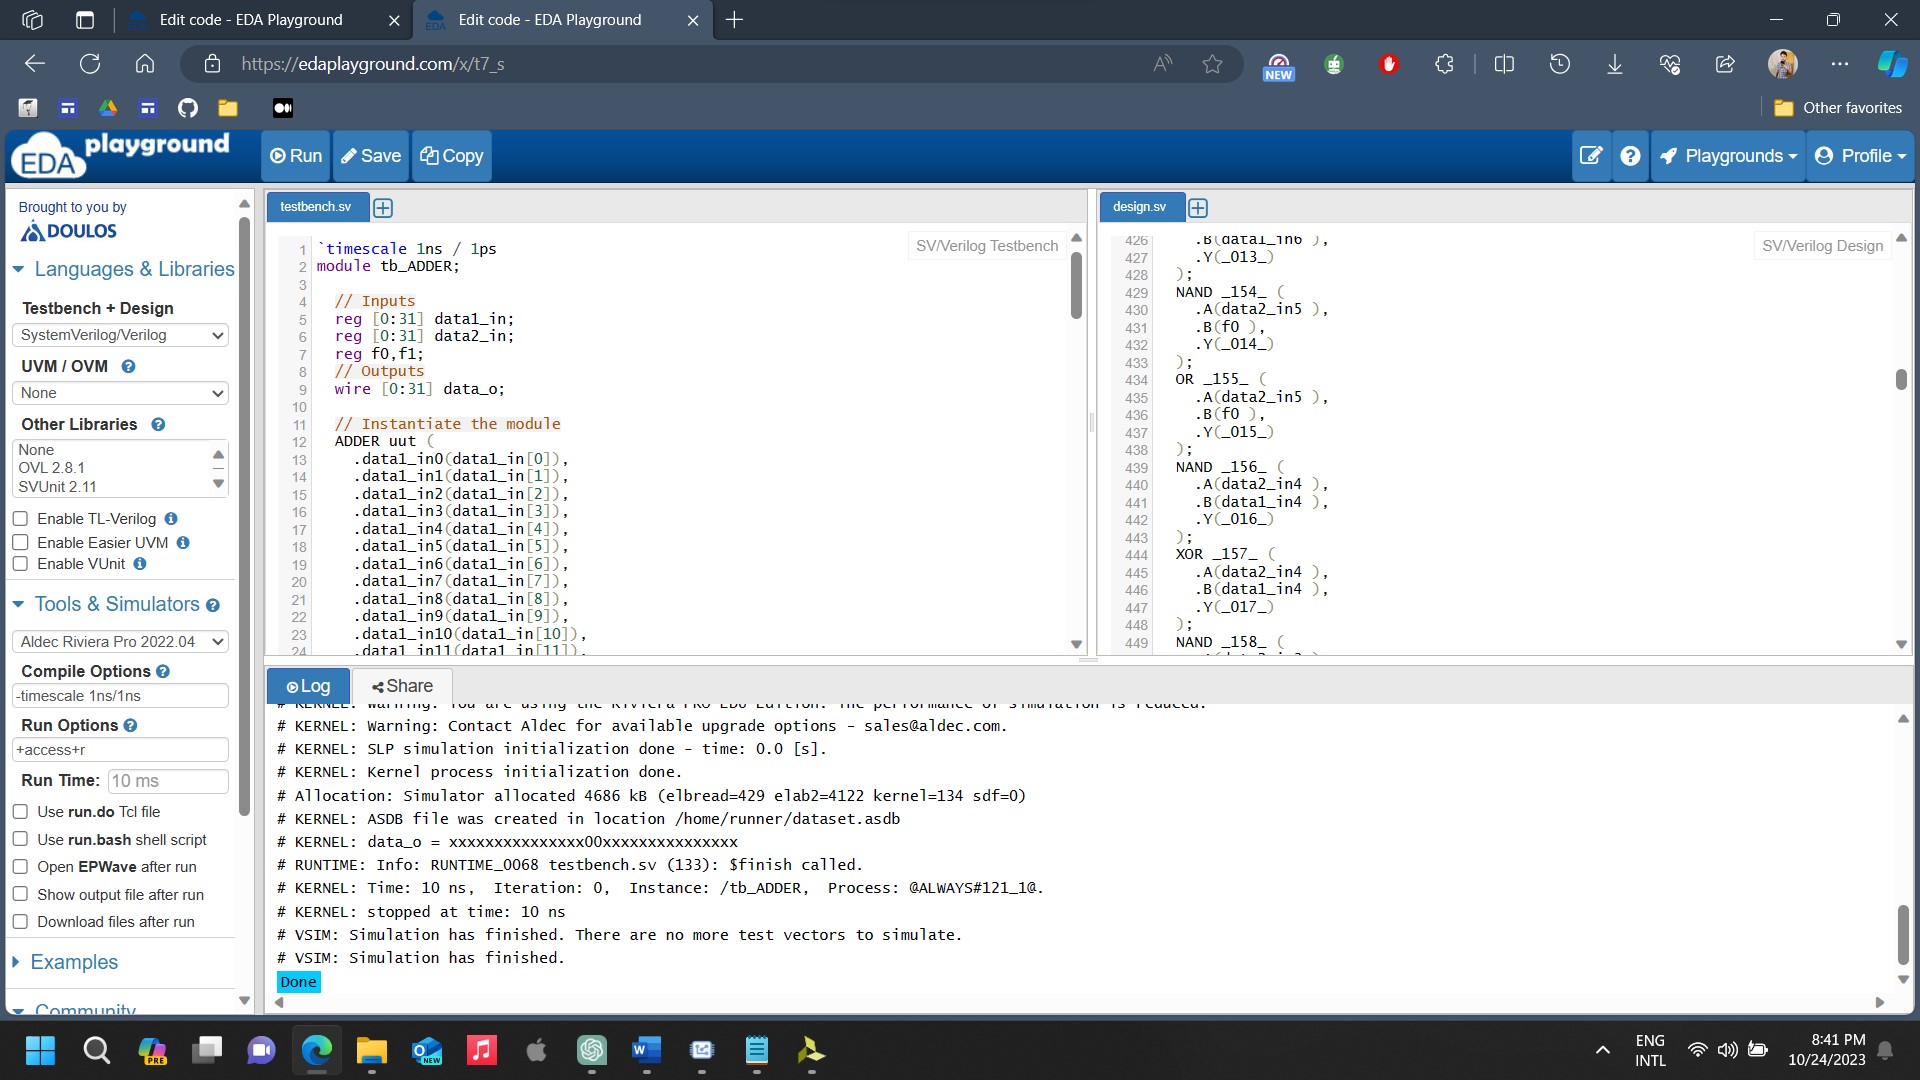 Edit code - EDA Playground
Edit code - EDA Playground
https://edaplayground.com/x/t7_s
NEW
Other favorites
EDA playground
Run
Save
Copy
Playgrounds
Profile
Brought to you by
DOULOS
Languages & Libraries
Testbench + Design
SystemVerilog/Verilog
UVM / OVM
None
Other Libraries
None
OVL 2.8.1
SVUnit 2.11
Enable TL-Verilog
Enable Easier UVM
Enable VUnit
Tools & Simulators
Aldec Riviera Pro 2022.04
Compile Options
-timescale 1ns/1ns
Run Options
+access+r
Run Time: 10 ms
Use run.do Tcl file
Use run.bash shell script
Open EPWave after run
Show output file after run
Download files after run
Examples
Community
testbench.sv
SV/Verilog Testbench
1 `timescale 1ns / 1ps
2 module tb_ADDER;
3
4 // Inputs
5 reg [0:31] data1_in;
6 reg [0:31] data2_in;
7 reg f0,f1;
8 // Outputs
9 wire [0:31] data_o;
10
11 // Instantiate the module
12 ADDER uut (
13 .data1_in0(data1_in[0]),
14 .data1_in1(data1_in[1]),
15 .data1_in2(data1_in[2]),
16 .data1_in3(data1_in[3]),
17 .data1_in4(data1_in[4]),
18 .data1_in5(data1_in[5]),
19 .data1_in6(data1_in[6]),
20 .data1_in7(data1_in[7]),
21 .data1_in8(data1_in[8]),
22 .data1_in9(data1_in[9]),
23 .data1_in10(data1_in[10]),
24 .data1_in11(data1_in[11]),
design.sv
SV/Verilog Design
426 .B(data1_in6 ),
427 .Y(_013_)
428 );
429 NAND _154_ (
430 .A(data2_in5 ),
431 .B(f0 ),
432 .Y(_014_)
433 );
434 OR _155_ (
435 .A(data2_in5 ),
436 .B(f0 ),
437 .Y(_015_)
438 );
439 NAND _156_ (
440 .A(data2_in4 ),
441 .B(data1_in4 ),
442 .Y(_016_)
443 );
444 XOR _157_ (
445 .A(data2_in4 ),
446 .B(data1_in4 ),
447 .Y(_017_)
448 );
449 NAND _158_ (
Log
Share
# KERNEL: Warning: You are using the Riviera-PRO EDU Edition. The performance of simulation is reduced.
# KERNEL: Warning: Contact Aldec for available upgrade options - sales@aldec.com.
# KERNEL: SLP simulation initialization done - time: 0.0 [s].
# KERNEL: Kernel process initialization done.
# Allocation: Simulator allocated 4686 kB (elbread=429 elab2=4122 kernel=134 sdf=0)
# KERNEL: ASDB file was created in location /home/runner/dataset.asdb
# KERNEL: data_o = xxxxxxxxxxxxxxx00xxxxxxxxxxxxxxx
# RUNTIME: Info: RUNTIME_0068 testbench.sv (133): $finish called.
# KERNEL: Time: 10 ns, Iteration: 0, Instance: /tb_ADDER, Process: @ALWAYS#121_1@.
# KERNEL: stopped at time: 10 ns
# VSIM: Simulation has finished. There are no more test vectors to simulate.
# VSIM: Simulation has finished.
Done
PRE
NEW
ENG
INTL
8:41 PM
10/24/2023